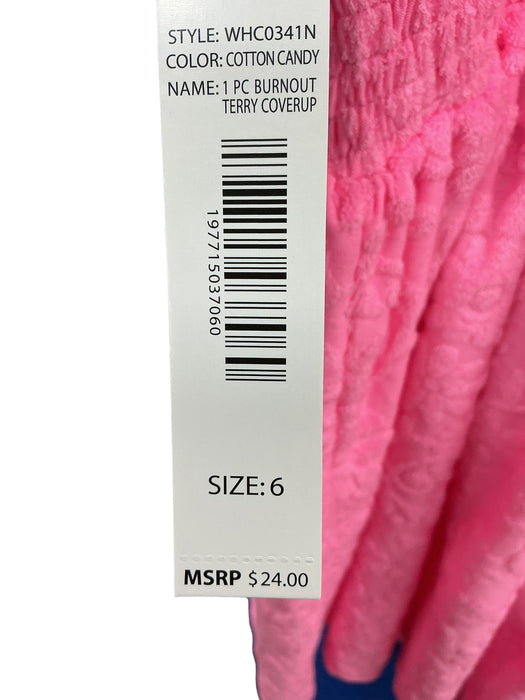 STYLE: WHC0341N
COLOR: COTTON CANDY
NAME: 1 PC BURNOUT
TERRY COVERUP
197715037060
SIZE: 6
MSRP $24.00